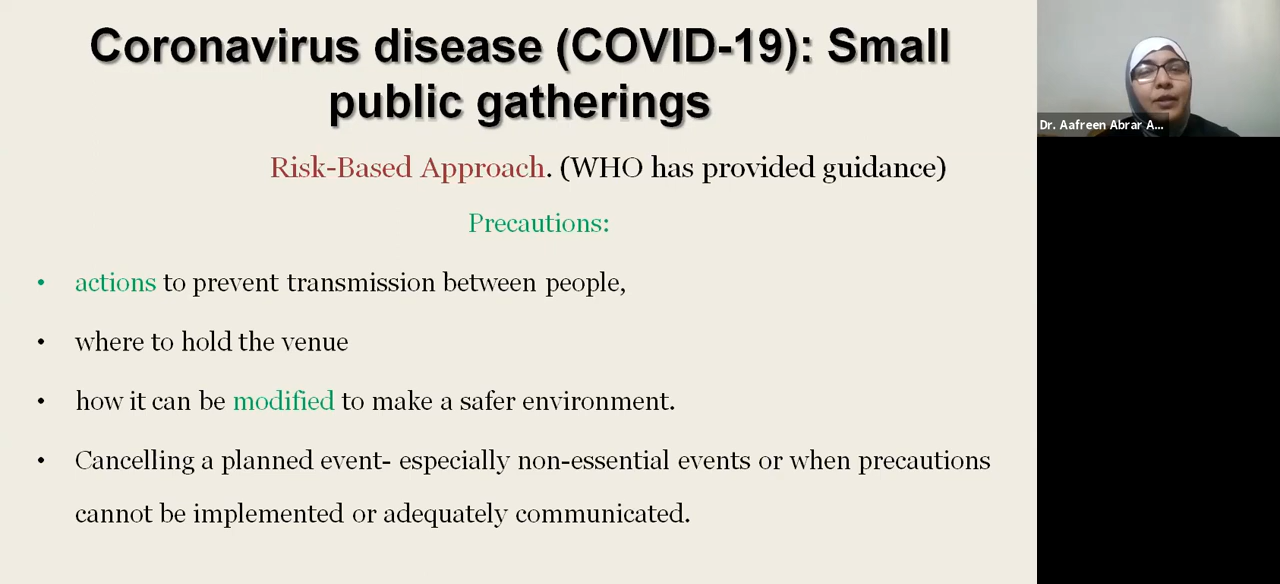 Coronavirus disease (COVID-19): Small
public gatherings
Risk-Based Approach. (WHO has provided guidance)
Precautions:
• actions to prevent transmission between people,
• where to hold the venue
• how it can be modified to make a safer environment.
• Cancelling a planned event- especially non-essential events or when precautions
cannot be implemented or adequately communicated.
Dr. Aafreen Abrar A...